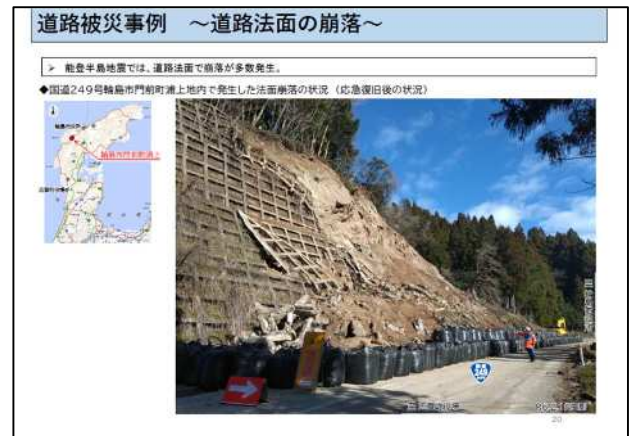 道路被災事例　～道路法面の崩落～
➢ 能登半島地震では、道路法面で崩落が多数発生。
◆国道249号輪島市門前町浦上地内で発生した法面崩落の状況（応急復旧後の状況）
輪島市門前町浦上
249
20